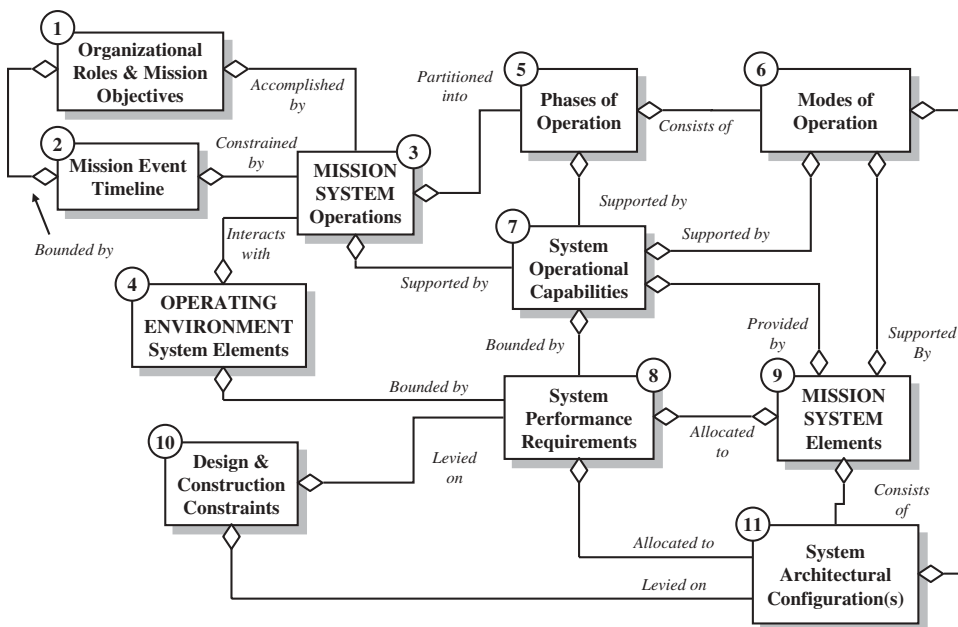 1
Organizational
Roles & Mission
Objectives
Accomplished
by
2
Mission Event
Timeline
Constrained
by
Bounded by
3
MISSION
SYSTEM
Operations
Partitioned
into
5
Phases of
Operation
Consists of
6
Modes of
Operation
Interacts
with
Supported by
Supported by
Supported by
7
System
Operational
Capabilities
4
OPERATING
ENVIRONMENT
System Elements
Bounded by
Provided
by
Supported
By
Bounded by
8
System
Performance
Requirements
Allocated
to
9
MISSION
SYSTEM
Elements
10
Design &
Construction
Constraints
Levied
on
Consists
of
Allocated to
Levied on
11
System
Architectural
Configuration(s)